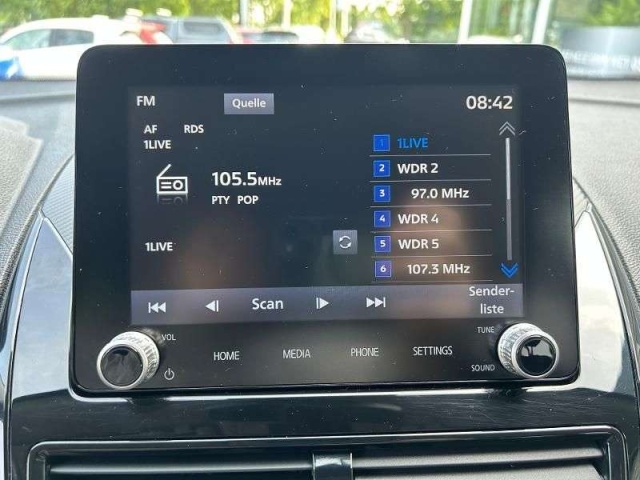 FM
Quelle
08:42
AF RDS
1LIVE
105.5MHz
PTY POP
1LIVE
1 1LIVE
2 WDR 2
3 97.0 MHz
4 WDR 4
5 WDR 5
6 107.3 MHz
Scan
Sender-
liste
VOL
HOME
MEDIA
PHONE
SETTINGS
TUNE
SOUND